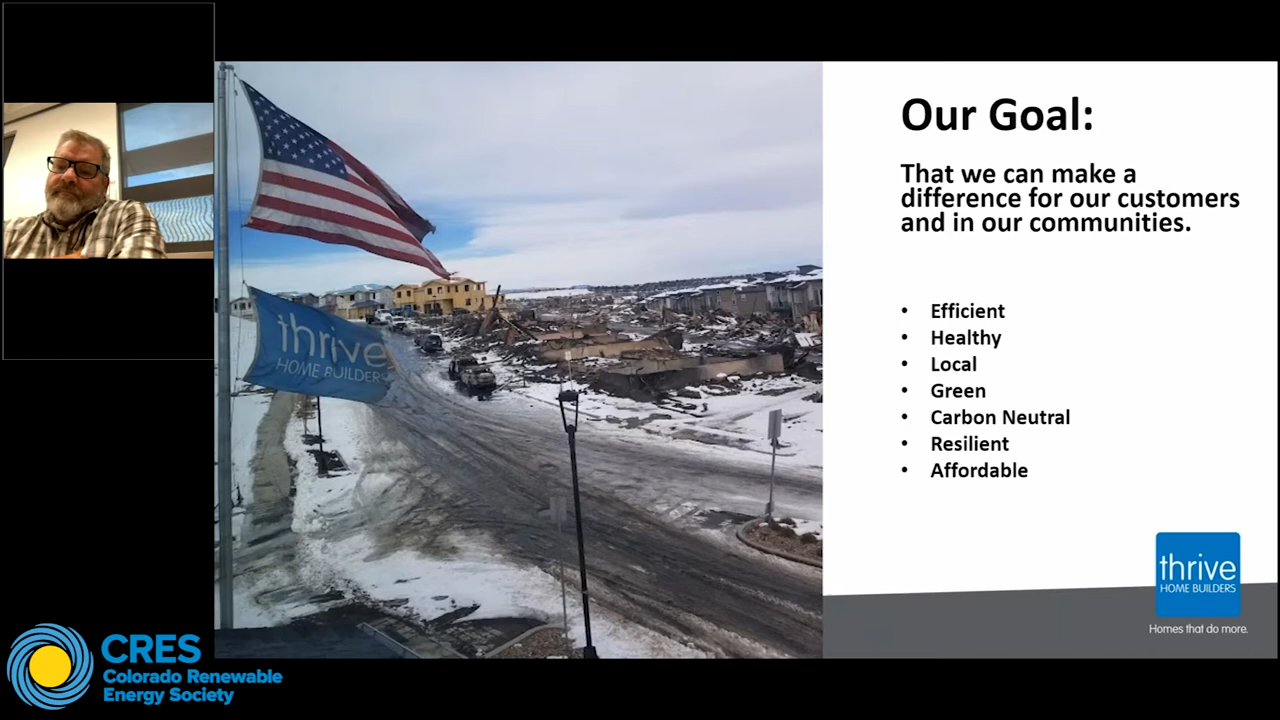 Our Goal:
That we can make a
difference for our customers
and in our communities.
• Efficient
• Healthy
• Local
• Green
• Carbon Neutral
• Resilient
• Affordable
thrive
HOME BUILDERS
thrive
HOME BUILDERS
Homes that do more.
CRES
Colorado Renewable
Energy Society